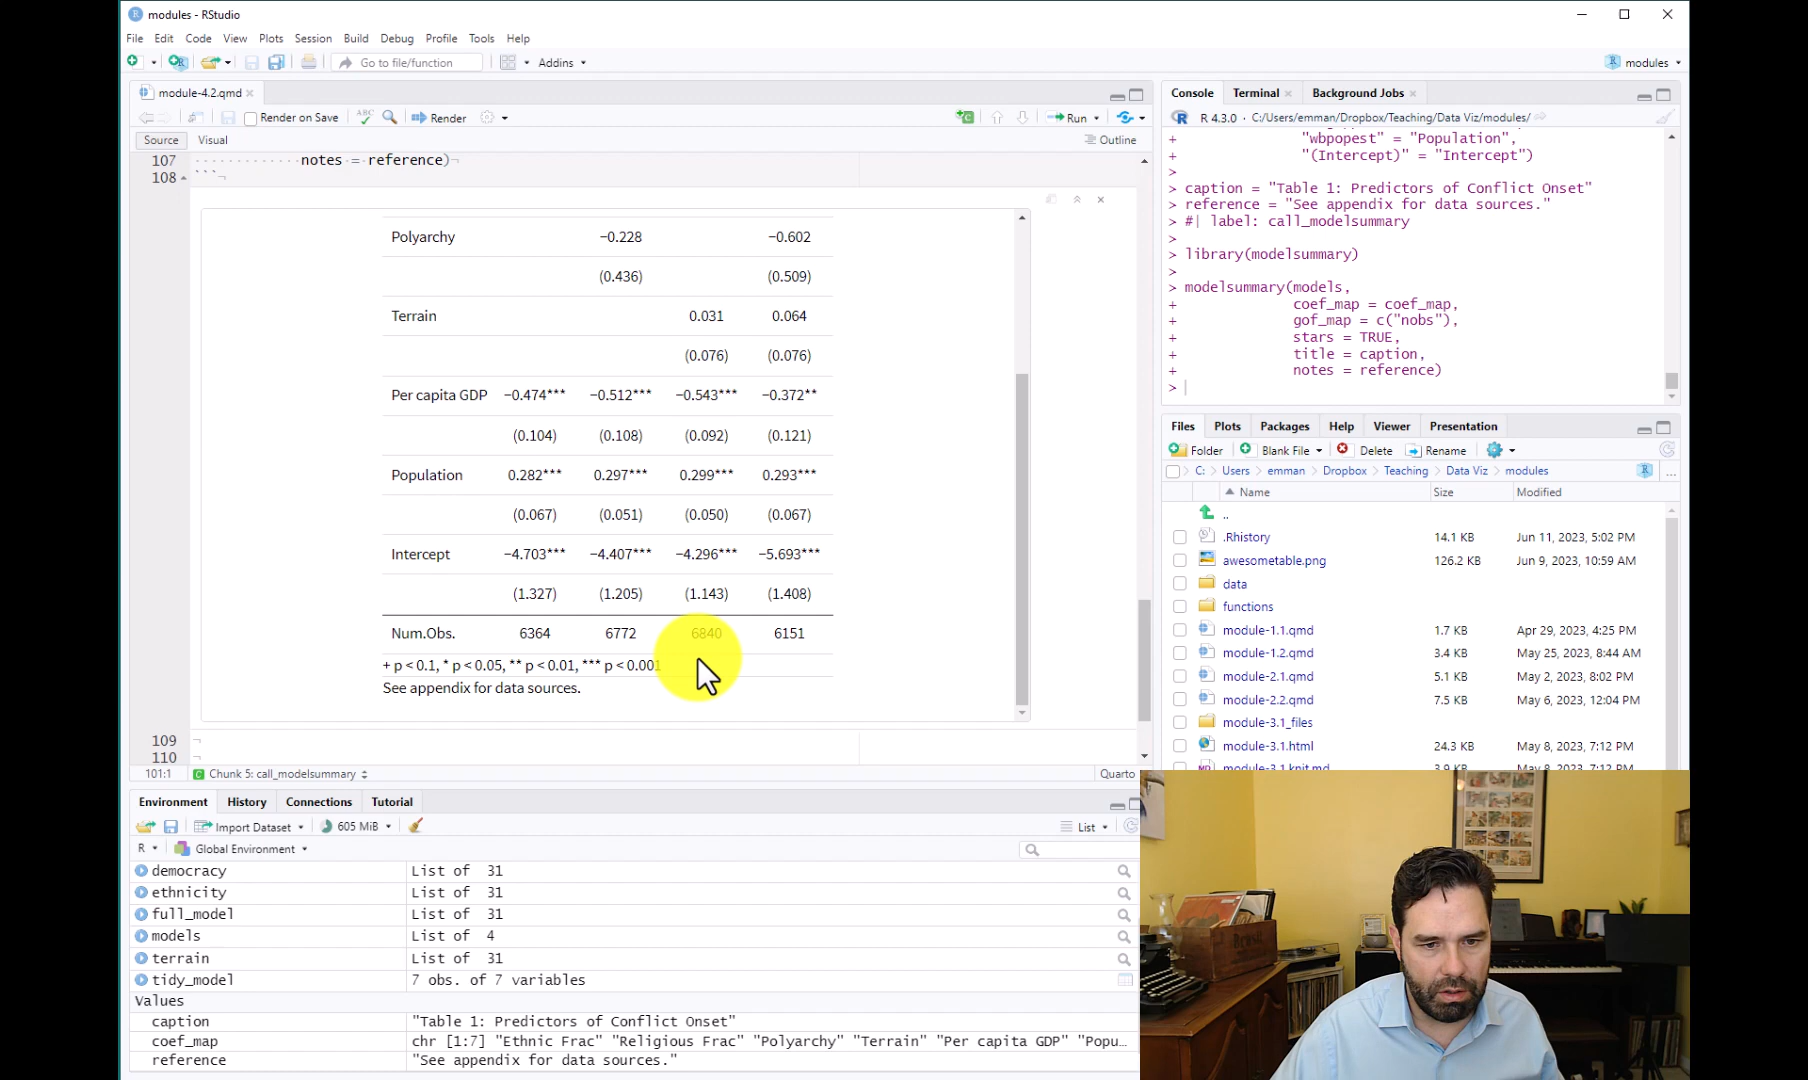 modules - RStudio
File Edit Code View Plots Session Build Debug Profile Tools Help
Go to file/function Addins modules
module-4.2.qmd
Render on Save ABC Render Run
Source Visual Outline
107 notes = reference)
108 ```
Polyarchy −0.228 −0.602
(0.436) (0.509)
Terrain 0.031 0.064
(0.076) (0.076)
Per capita GDP −0.474*** −0.512*** −0.543*** −0.372**
(0.104) (0.108) (0.092) (0.121)
Population 0.282*** 0.297*** 0.299*** 0.293***
(0.067) (0.051) (0.050) (0.067)
Intercept −4.703*** −4.407*** −4.296*** −5.693***
(1.327) (1.205) (1.143) (1.408)
Num.Obs. 6364 6772 6840 6151
+ p < 0.1, * p < 0.05, ** p < 0.01, *** p < 0.001
See appendix for data sources.
109
110
101:1 Chunk 5: call_modelsummary Quarto
Environment History Connections Tutorial
Import Dataset 605 MiB List
R Global Environment
democracy List of 31
ethnicity List of 31
full_model List of 31
models List of 4
terrain List of 31
tidy_model 7 obs. of 7 variables
Values
caption "Table 1: Predictors of Conflict Onset"
coef_map chr [1:7] "Ethnic Frac" "Religious Frac" "Polyarchy" "Terrain" "Per capita GDP" "Popu...
reference "See appendix for data sources."
Console Terminal Background Jobs
R 4.3.0 · C:/Users/emman/Dropbox/Teaching/Data Viz/modules/
+ "wbpopest" = "Population",
+ "(Intercept)" = "Intercept")
>
> caption = "Table 1: Predictors of Conflict Onset"
> reference = "See appendix for data sources."
> #| label: call_modelsummary
>
> library(modelsummary)
>
> modelsummary(models,
+ coef_map = coef_map,
+ gof_map = c("nobs"),
+ stars = TRUE,
+ title = caption,
+ notes = reference)
>
Files Plots Packages Help Viewer Presentation
Folder Blank File Delete Rename
C: Users emman Dropbox Teaching Data Viz modules ...
Name Size Modified
..
.Rhistory 14.1 KB Jun 11, 2023, 5:02 PM
awesometable.png 126.2 KB Jun 9, 2023, 10:59 AM
data
functions
module-1.1.qmd 1.7 KB Apr 29, 2023, 4:25 PM
module-1.2.qmd 3.4 KB May 25, 2023, 8:44 AM
module-2.1.qmd 5.1 KB May 2, 2023, 8:02 PM
module-2.2.qmd 7.5 KB May 6, 2023, 12:04 PM
module-3.1_files
module-3.1.html 24.3 KB May 8, 2023, 7:12 PM
module-3.1.knit.md 3.9 KB May 8, 2023, 7:12 PM